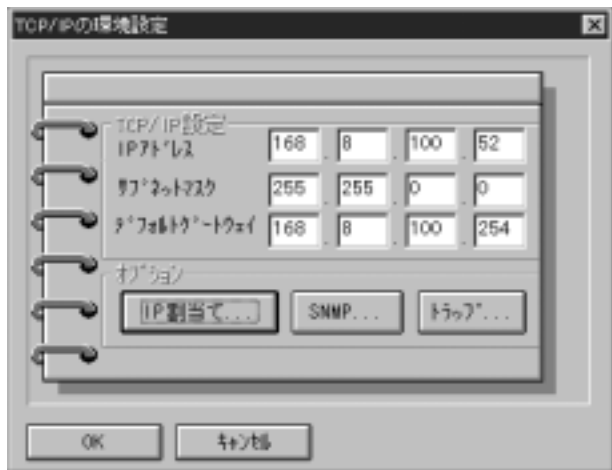 TCP/IPの環境設定
TCP/IP設定
IPｱﾄﾞﾚｽ 168 . 8 . 100 . 52
ｻﾌﾞﾈｯﾄﾏｽｸ 255 . 255 . 0 . 0
ﾃﾞﾌｫﾙﾄｹﾞｰﾄｳｪｲ 168 . 8 . 100 . 254
ｵﾌﾟｼｮﾝ
IP割当て... SNMP... ﾄﾗｯﾌﾟ...
OK ｷｬﾝｾﾙ